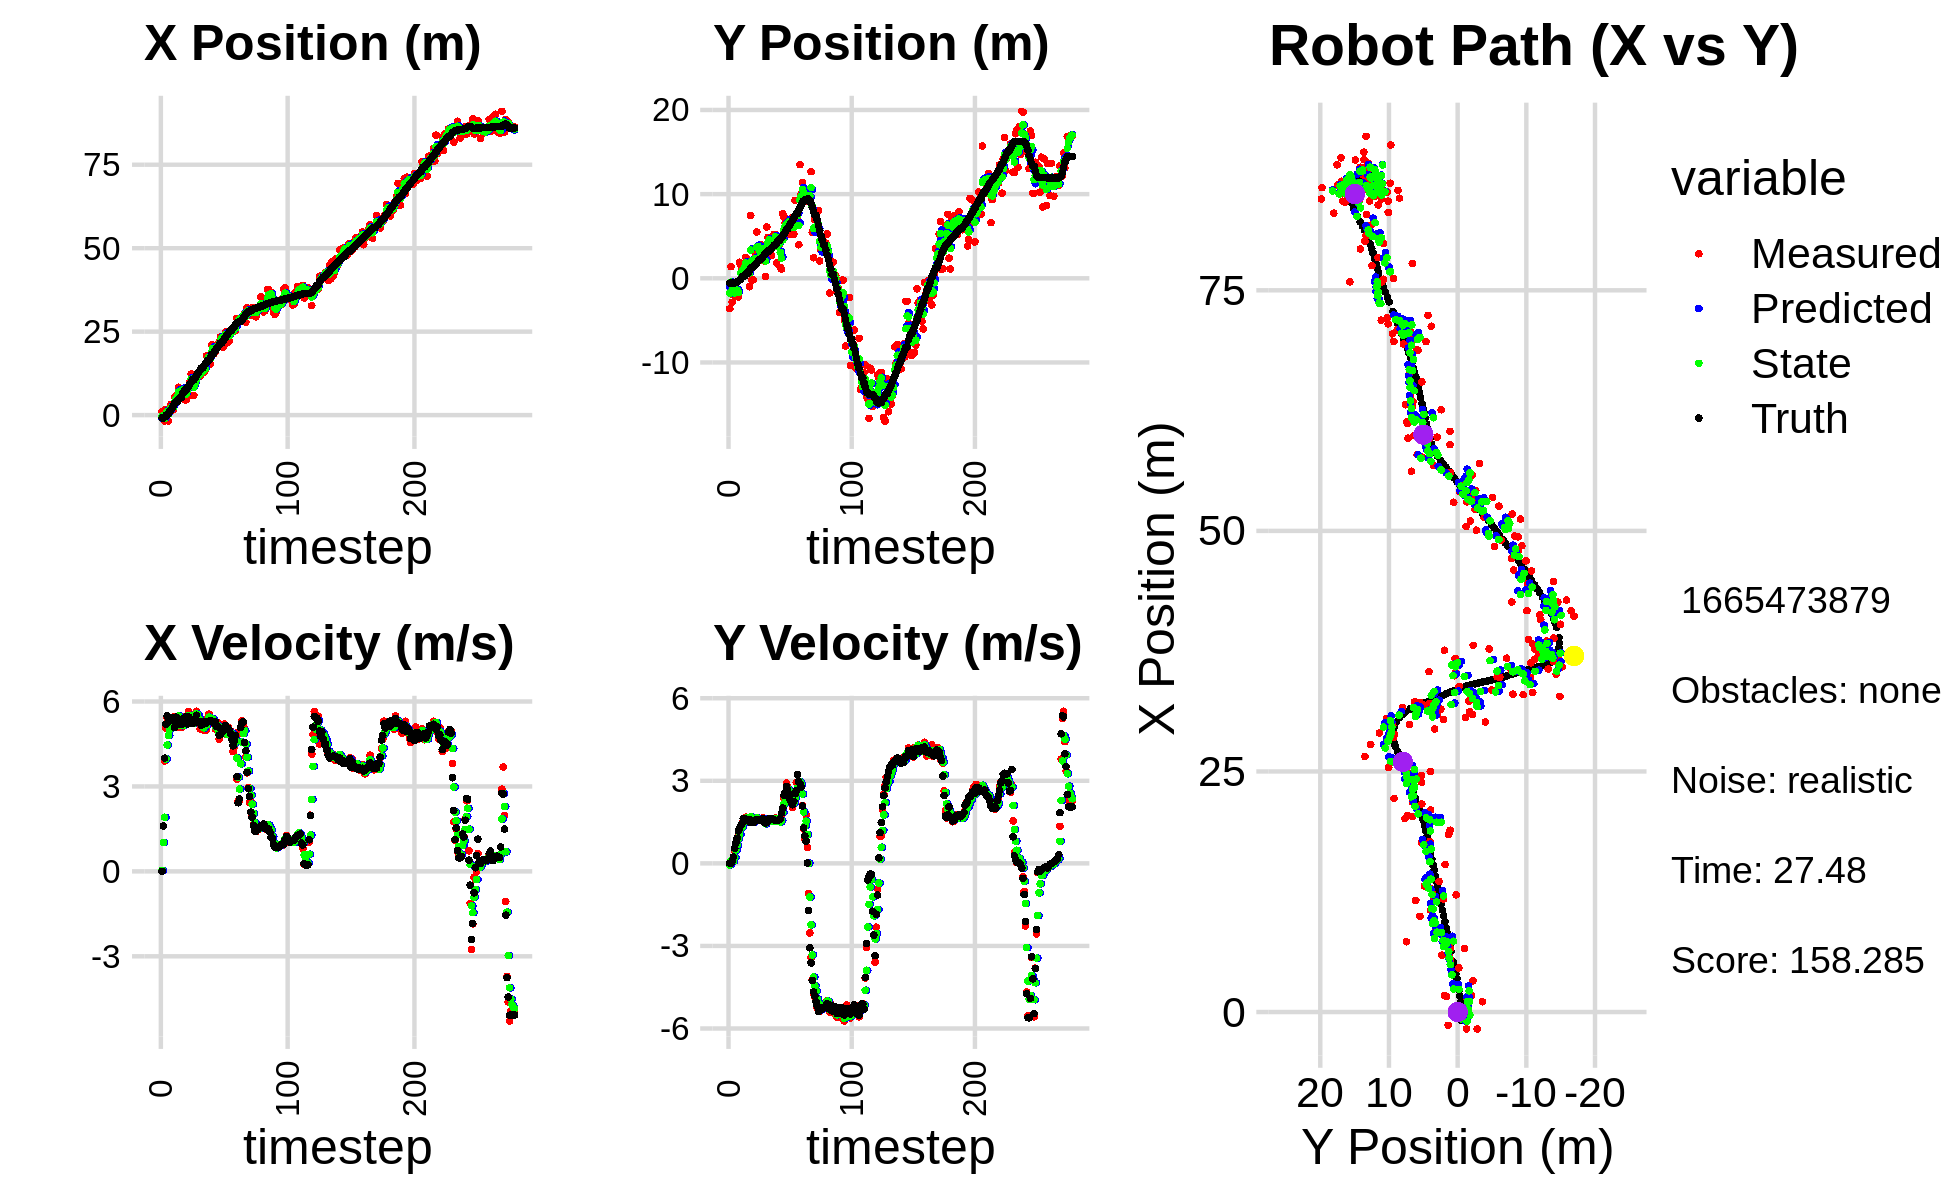 X Position (m)
75
50
25
0
0
100
200
timestep
Y Position (m)
20
10
0
-10
0
100
200
timestep
X Velocity (m/s)
6
3
0
-3
0
100
200
timestep
Y Velocity (m/s)
6
3
0
-3
-6
0
100
200
timestep
Robot Path (X vs Y)
X Position (m)
75
50
25
0
20 10 0 -10 -20
Y Position (m)
variable
Measured
Predicted
State
Truth
1665473879
Obstacles: none
Noise: realistic
Time: 27.48
Score: 158.285